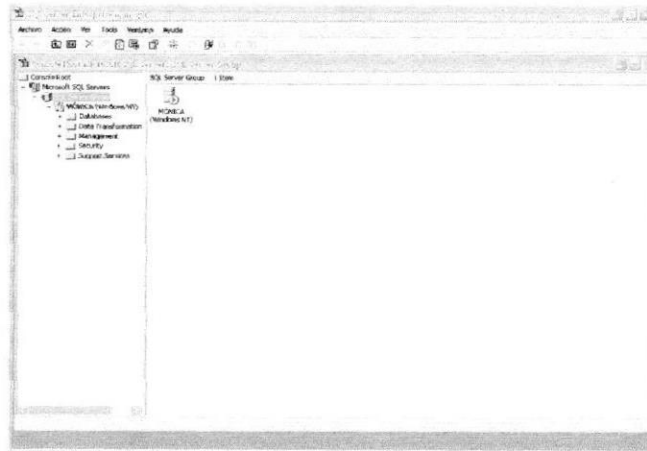 Archivo Acción Ver Tools Ventana Ayuda
Console Root
Microsoft SQL Servers
MONICA (Windows NT)
Databases
Data Transformation
Management
Security
Support Services
SQL Server Group 1 Item
MONICA
(Windows NT)